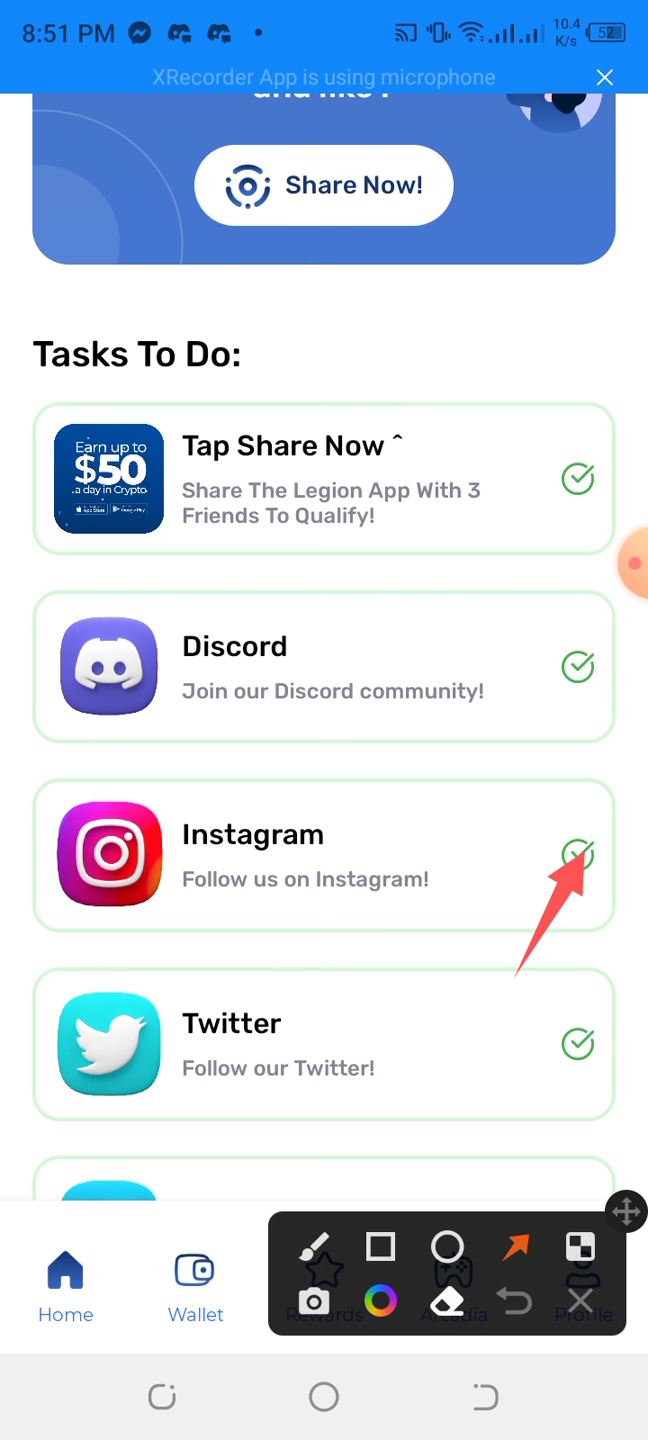 8:51 PM
10.4
K/s
52
XRecorder App is using microphone
Share Now!
Tasks To Do:
Earn up to
$50
a day in Crypto
App Store
Google Play
Tap Share Now ˆ
Share The Legion App With 3
Friends To Qualify!
Discord
Join our Discord community!
Instagram
Follow us on Instagram!
Twitter
Follow our Twitter!
Home
Wallet
Rewards
Arcadia
Profile